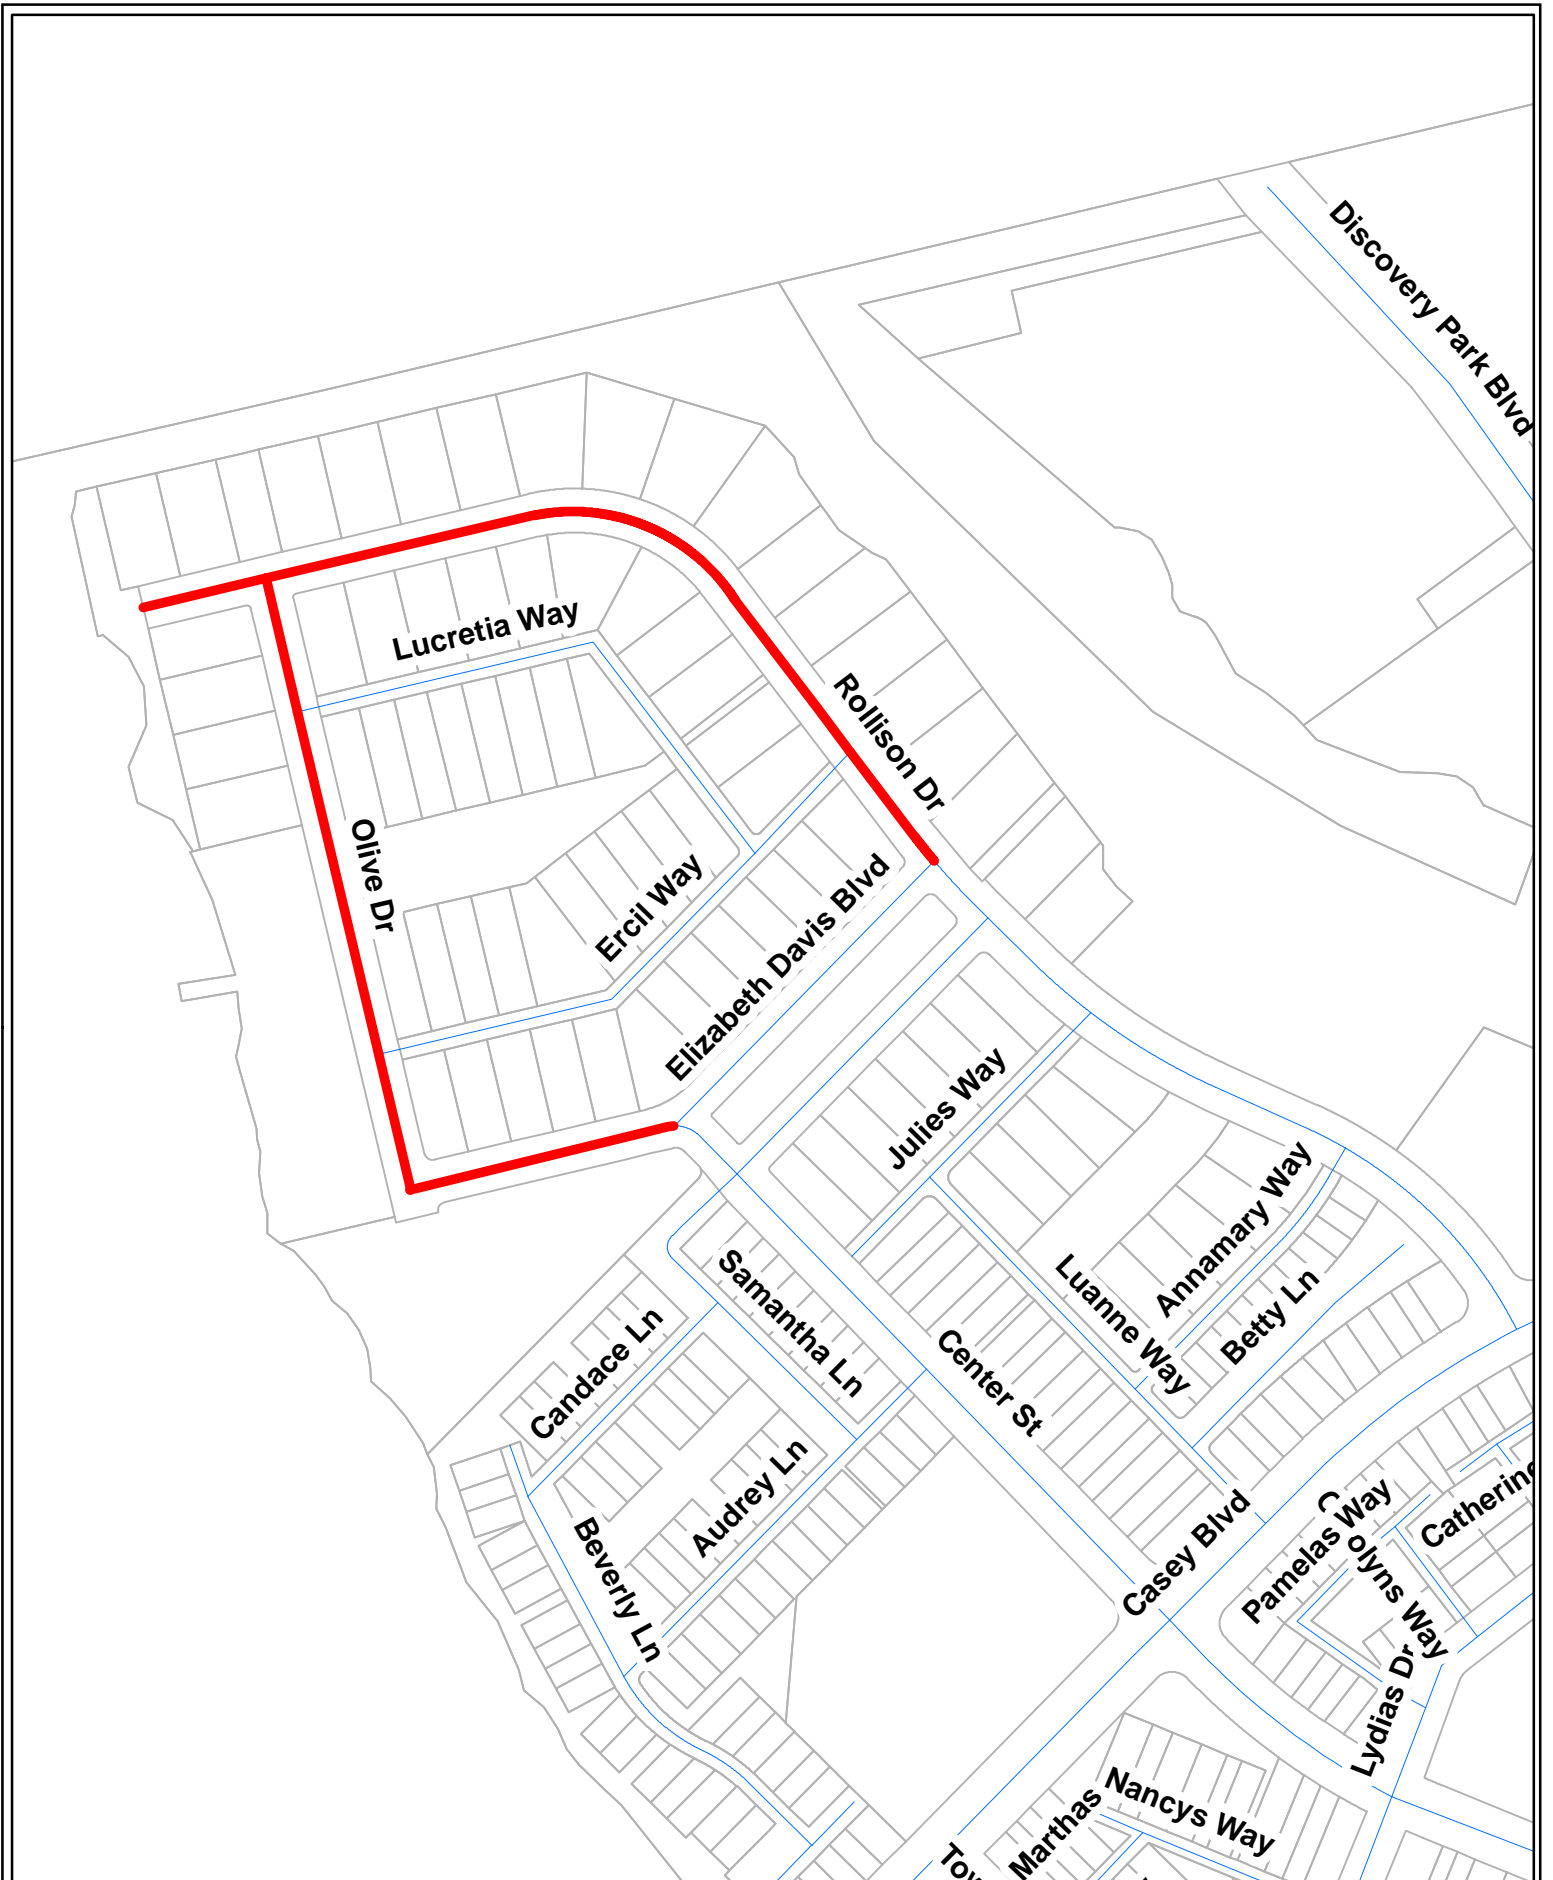 Discovery Park Blvd
Lucretia Way
Rollison Dr
Olive Dr
Ercil Way
Elizabeth Davis Blvd
Julies Way
Annamary Way
Luanne Way
Betty Ln
Samantha Ln
Candace Ln
Center St
Audrey Ln
Beverly Ln
Casey Blvd
Pamelas Way
Catherine
olyns Way
Lydias Dr
Nancys Way
Marthas